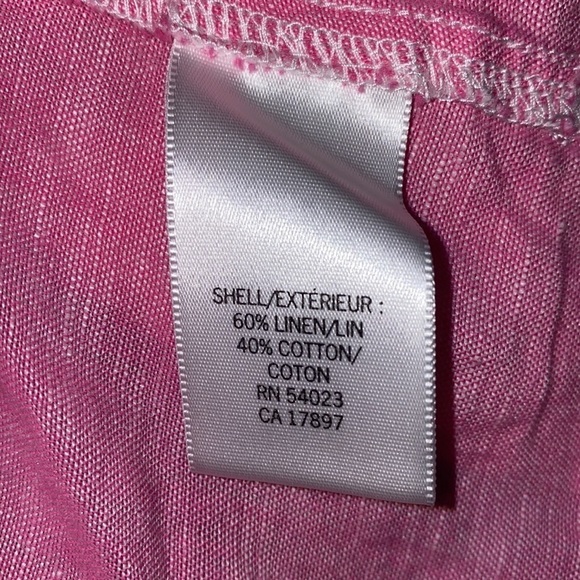 SHELL/EXTÉRIEUR :
60% LINEN/LIN
40% COTTON/
COTON
RN 54023
CA 17897